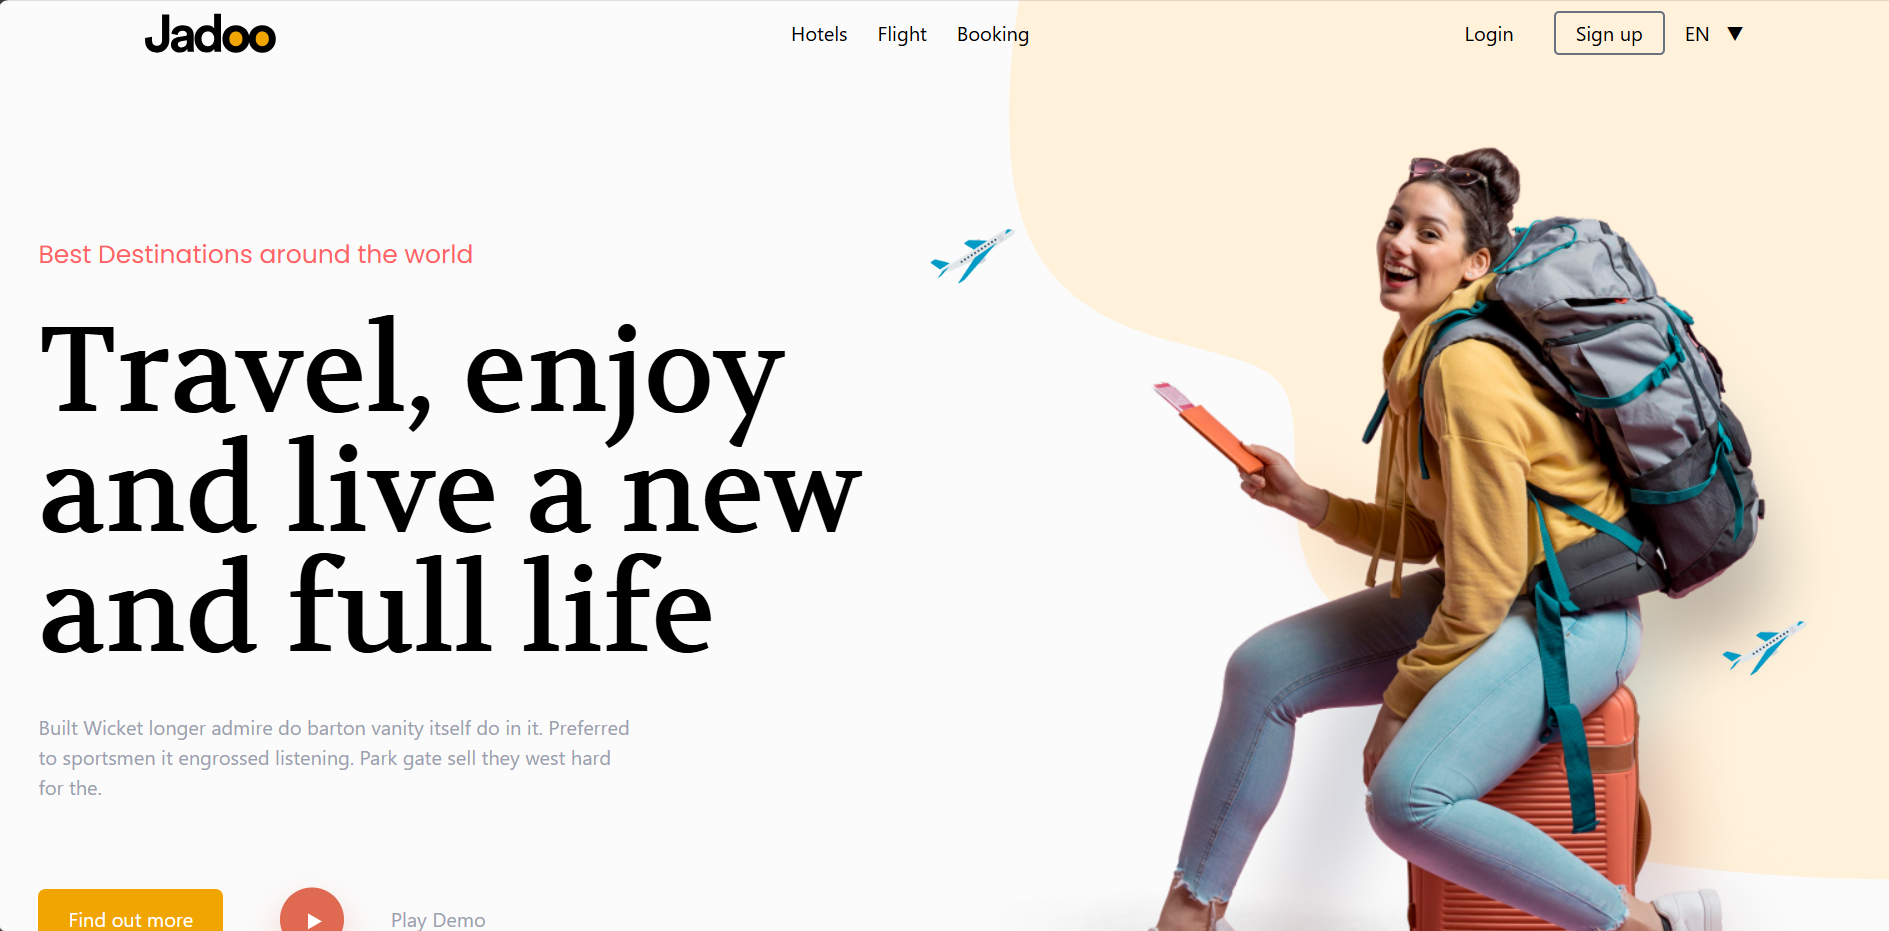 Jadoo
Hotels Flight Booking
Login Sign up EN
Best Destinations around the world
Travel, enjoy
and live a new
and full life
Built Wicket longer admire do barton vanity itself do in it. Preferred
to sportsmen it engrossed listening. Park gate sell they west hard
for the.
Find out more
Play Demo